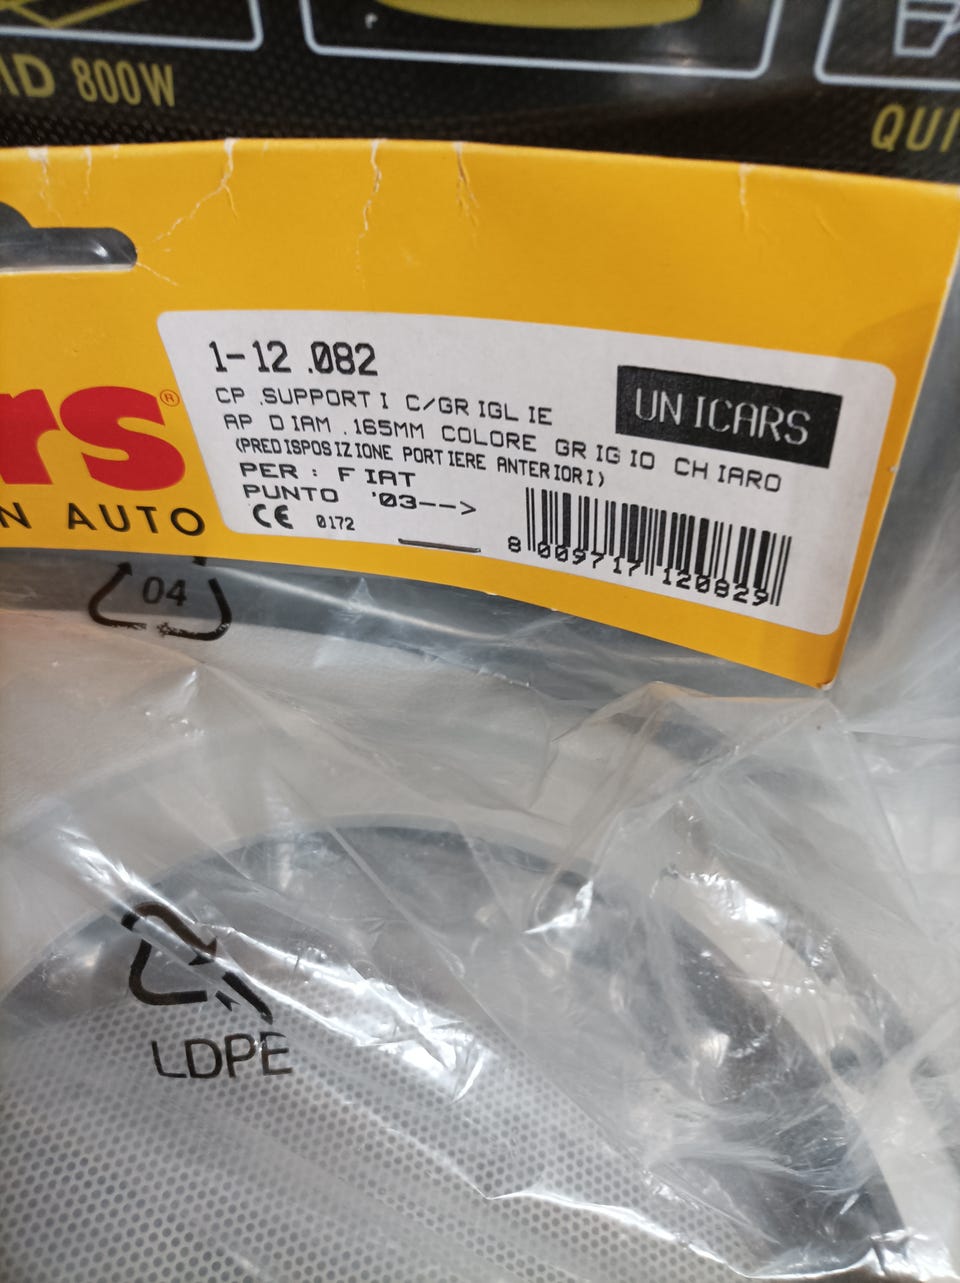 800W
QUI
1-12.082
UNICARS
CP.SUPPORTI C/GRIGLIE
AP DIAM.165MM COLORE GRIGIO CHIARO
(PREDISPOSIZIONE PORTIERE ANTERIORI)
PER: FIAT
PUNTO '03-->
CE 0172
8 009717 120829
rs®
N AUTO
04
LDPE